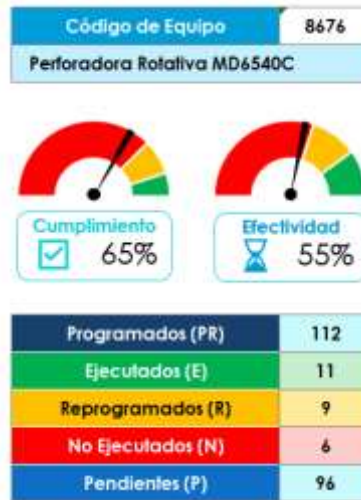 Código de Equipo 8676
Perforadora Rotativa MD6540C
Cumplimiento
65%
Efectividad
55%
Programados (PR) 112
Ejecutados (E) 11
Reprogramados (R) 9
No Ejecutados (N) 6
Pendientes (P) 96